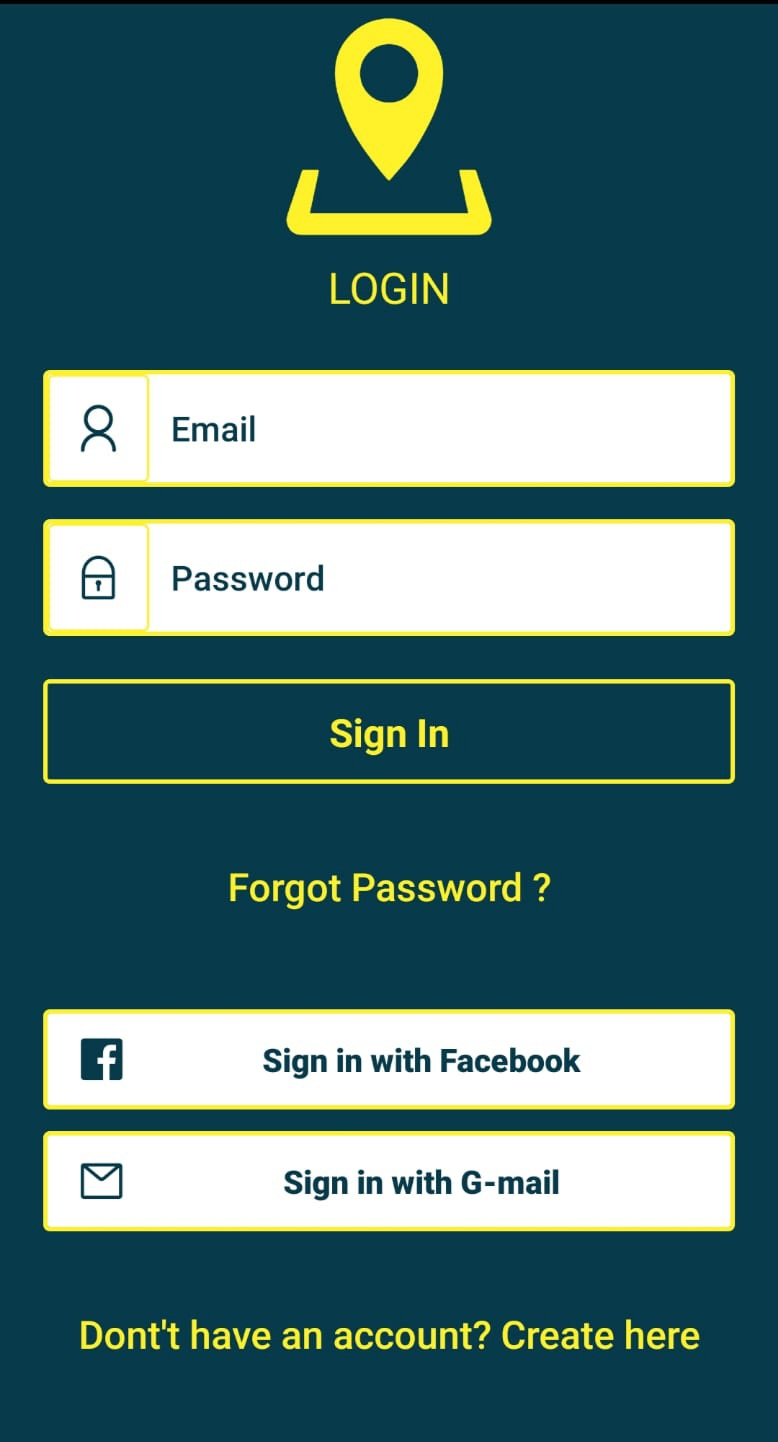 LOGIN
Email
Password
Sign In
Forgot Password ?
Sign in with Facebook
Sign in with G-mail
Dont't have an account? Create here